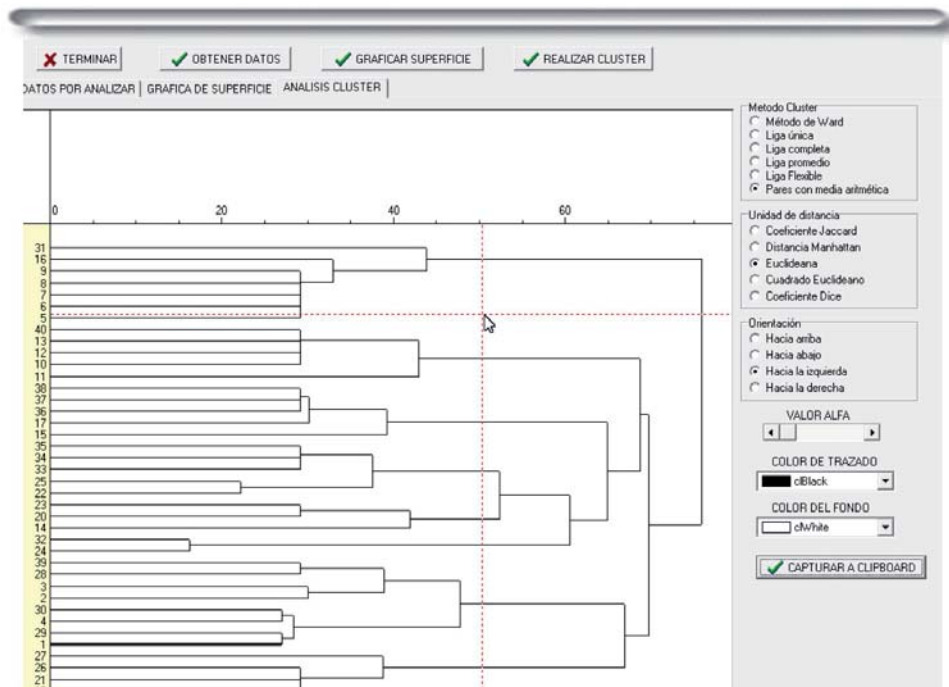 TERMINAR
OBTENER DATOS
GRAFICAR SUPERFICIE
REALIZAR CLUSTER
DATOS POR ANALIZAR
GRAFICA DE SUPERFICIE
ANALISIS CLUSTER
0 20 40 60
31
16
9
8
7
6
5
40
13
12
10
11
38
37
36
17
15
35
34
33
25
22
23
20
14
32
24
39
28
3
2
30
4
29
1
27
26
21
Metodo Cluster
Método de Ward
Liga única
Liga completa
Liga promedio
Liga Flexible
Pares con media aritmética
Unidad de distancia
Coeficiente Jaccard
Distancia Manhattan
Euclideana
Cuadrado Euclideano
Coeficiente Dice
Orientación
Hacia arriba
Hacia abajo
Hacia la izquierda
Hacia la derecha
VALOR ALFA
COLOR DE TRAZADO
clBlack
COLOR DEL FONDO
clWhite
CAPTURAR A CLIPBOARD